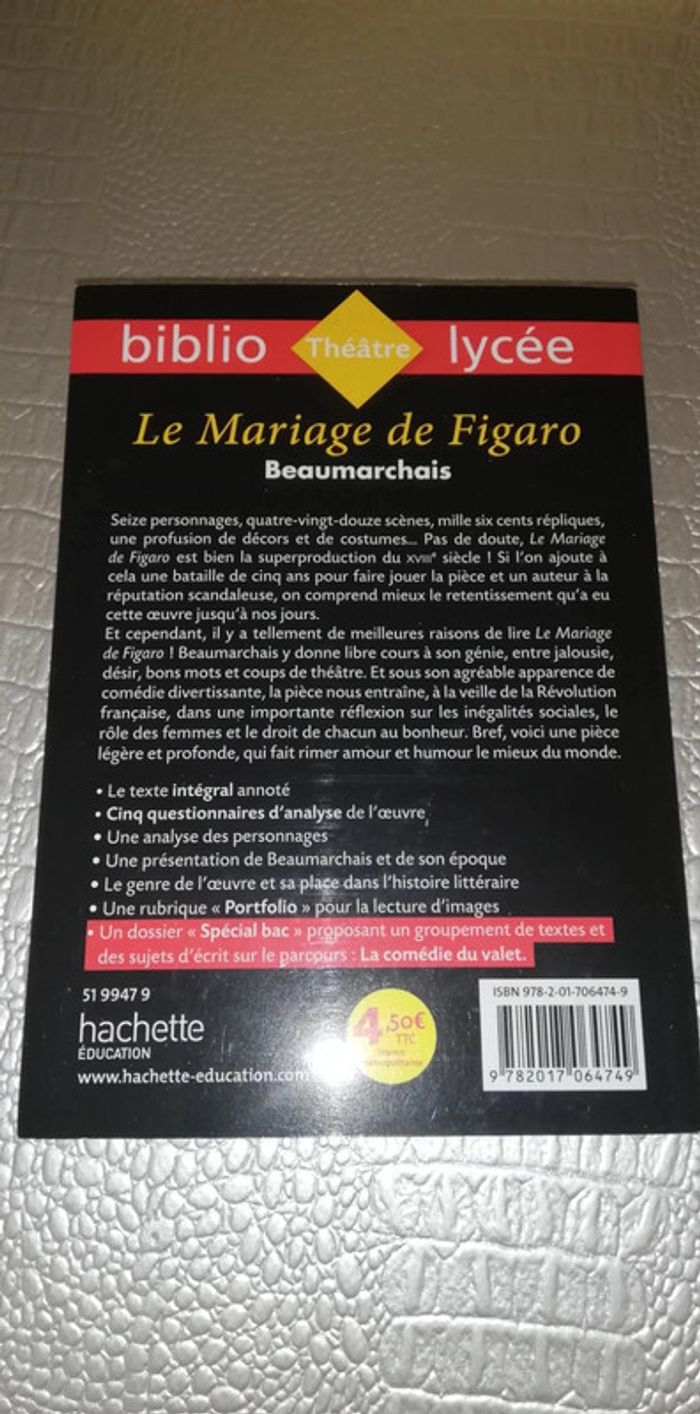 biblio Théâtre lycée
Le Mariage de Figaro
Beaumarchais
Seize personnages, quatre-vingt-douze scènes, mille six cents répliques,
une profusion de décors et de costumes... Pas de doute, Le Mariage
de Figaro est bien la superproduction du XVIIIe siècle ! Si l'on ajoute à
cela une bataille de cinq ans pour faire jouer la pièce et un auteur à la
réputation scandaleuse, on comprend mieux le retentissement qu'a eu
cette œuvre jusqu'à nos jours.
Et cependant, il y a tellement de meilleures raisons de lire Le Mariage
de Figaro ! Beaumarchais y donne libre cours à son génie, entre jalousie,
désir, bons mots et coups de théâtre. Et sous son agréable apparence de
comédie divertissante, la pièce nous entraîne, à la veille de la Révolution
française, dans une importante réflexion sur les inégalités sociales, le
rôle des femmes et le droit de chacun au bonheur. Bref, voici une pièce
légère et profonde, qui fait rimer amour et humour le mieux du monde.
• Le texte intégral annoté
• Cinq questionnaires d'analyse de l'œuvre
• Une analyse des personnages
• Une présentation de Beaumarchais et de son époque
• Le genre de l'œuvre et sa place dans l'histoire littéraire
• Une rubrique « Portfolio » pour la lecture d'images
• Un dossier « Spécial bac » proposant un groupement de textes et
des sujets d'écrit sur le parcours : La comédie du valet.
51 9947 9
hachette
ÉDUCATION
www.hachette-education.com
4,50€
TTC
France
métropolitaine
ISBN 978-2-01-706474-9
9 782017 064749